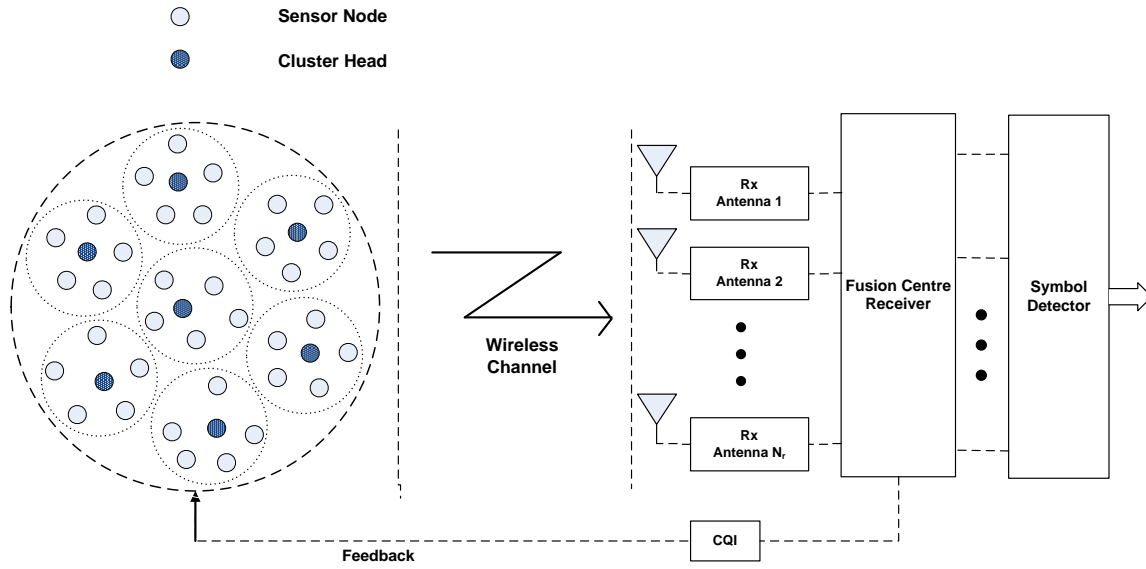 Sensor Node
Cluster Head
Rx
Antenna 1
Rx
Antenna 2
Fusion Centre
Receiver
Symbol
Detector
Wireless
Channel
Rx
Antenna Nᵣ
CQI
Feedback